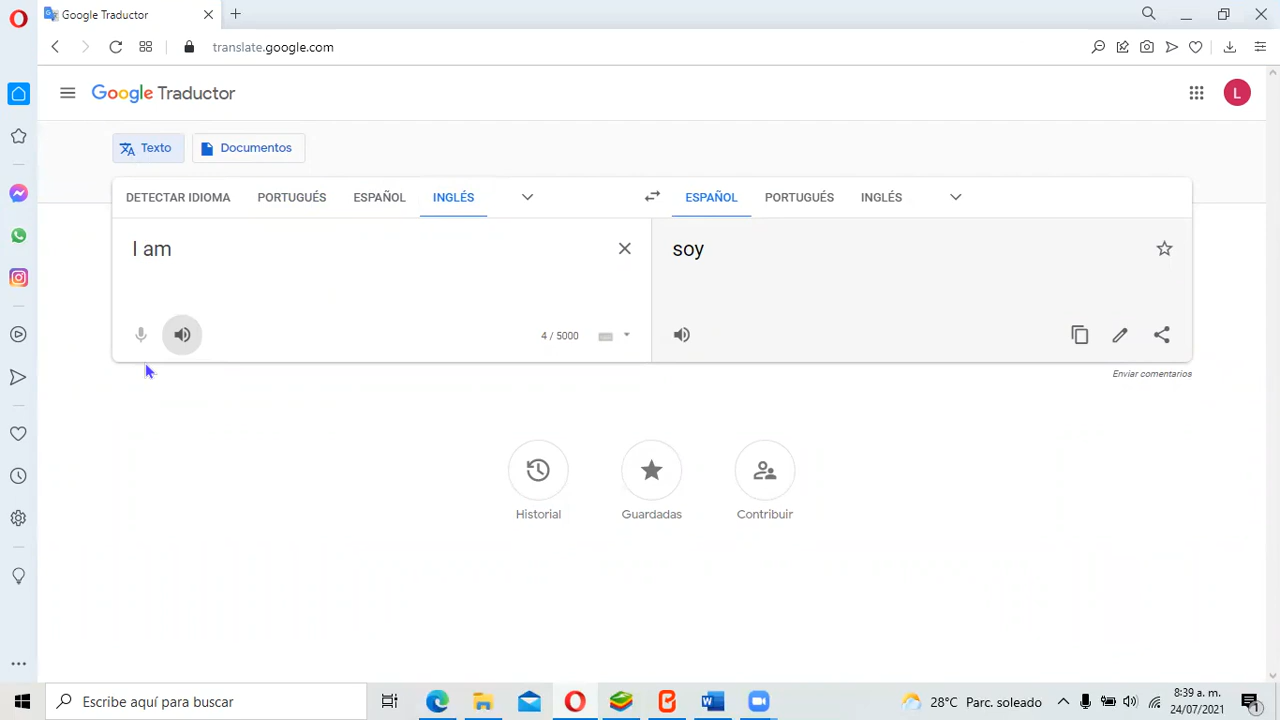 Google Traductor
translate.google.com
Google Traductor
L
Texto
Documentos
DETECTAR IDIOMA
PORTUGUÉS
ESPAÑOL
INGLÉS
ESPAÑOL
PORTUGUÉS
INGLÉS
I am
soy
4 / 5000
Enviar comentarios
Historial
Guardadas
Contribuir
Escribe aquí para buscar
28°C Parc. soleado
8:39 a. m.
24/07/2021
1